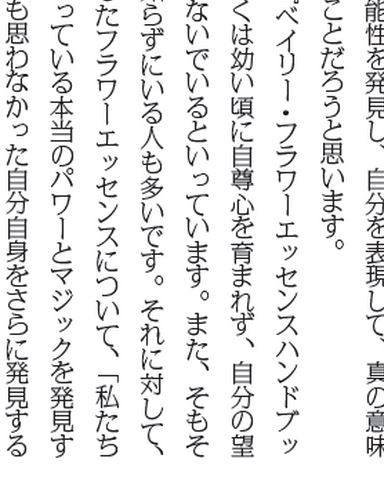 能性を発見し、自分を表現して、真の意味
ことだろうと思います。
ベイリー・フラワーエッセンスハンドブッ
くは幼い頃に自尊心を育まれず、自分の望
ないでいるといっています。また、そもそ
らずにいる人も多いです。それに対して、
たフラワーエッセンスについて、「私たち
っている本当のパワーとマジックを発見す
も思わなかった自分自身をさらに発見する